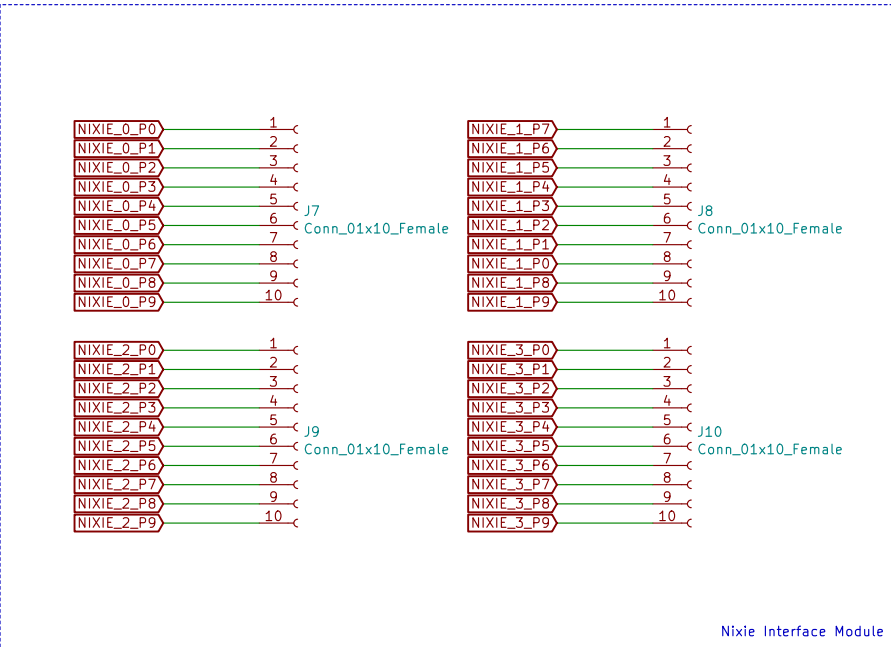 NIXIE_0_P0 1
NIXIE_0_P1 2
NIXIE_0_P2 3
NIXIE_0_P3 4
NIXIE_0_P4 5
NIXIE_0_P5 6
NIXIE_0_P6 7
NIXIE_0_P7 8
NIXIE_0_P8 9
NIXIE_0_P9 10
J7
Conn_01x10_Female
NIXIE_1_P7 1
NIXIE_1_P6 2
NIXIE_1_P5 3
NIXIE_1_P4 4
NIXIE_1_P3 5
NIXIE_1_P2 6
NIXIE_1_P1 7
NIXIE_1_P0 8
NIXIE_1_P8 9
NIXIE_1_P9 10
J8
Conn_01x10_Female
NIXIE_2_P0 1
NIXIE_2_P1 2
NIXIE_2_P2 3
NIXIE_2_P3 4
NIXIE_2_P4 5
NIXIE_2_P5 6
NIXIE_2_P6 7
NIXIE_2_P7 8
NIXIE_2_P8 9
NIXIE_2_P9 10
J9
Conn_01x10_Female
NIXIE_3_P0 1
NIXIE_3_P1 2
NIXIE_3_P2 3
NIXIE_3_P3 4
NIXIE_3_P4 5
NIXIE_3_P5 6
NIXIE_3_P6 7
NIXIE_3_P7 8
NIXIE_3_P8 9
NIXIE_3_P9 10
J10
Conn_01x10_Female
Nixie Interface Module